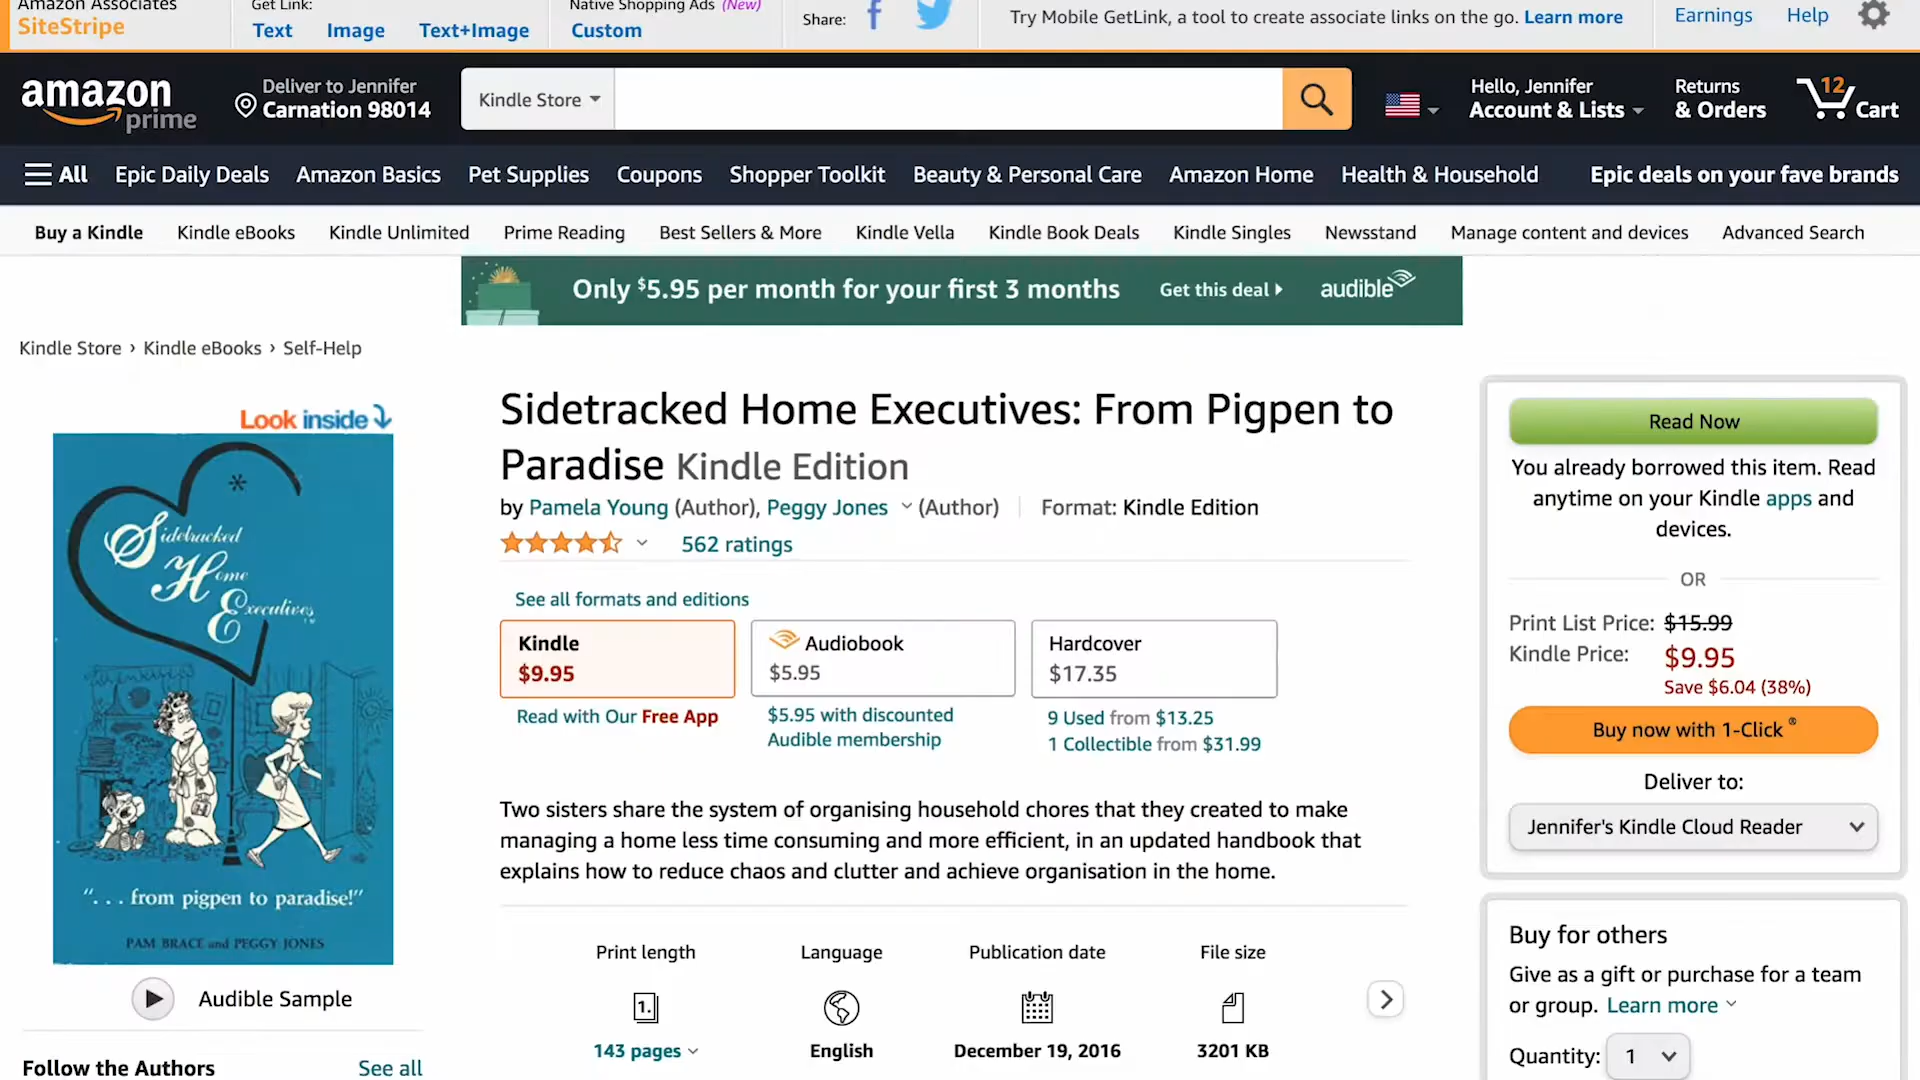 Amazon Associates
SiteStripe
Get Link:
Text Image Text+Image
Native Shopping Ads (New)
Custom
Share:
Try Mobile GetLink, a tool to create associate links on the go. Learn more
Earnings Help
amazon
prime
Deliver to Jennifer
Carnation 98014
Kindle Store
Hello, Jennifer
Account & Lists
Returns
& Orders
12
Cart
All Epic Daily Deals Amazon Basics Pet Supplies Coupons Shopper Toolkit Beauty & Personal Care Amazon Home Health & Household Epic deals on your fave brands
Buy a Kindle Kindle eBooks Kindle Unlimited Prime Reading Best Sellers & More Kindle Vella Kindle Book Deals Kindle Singles Newsstand Manage content and devices Advanced Search
Only $5.95 per month for your first 3 months Get this deal audible
Kindle Store › Kindle eBooks › Self-Help
Look inside
Sidetracked
Home
Executives
TM
"... from pigpen to paradise!"
PAM BRACE and PEGGY JONES
Audible Sample
Follow the Authors See all
Sidetracked Home Executives: From Pigpen to
Paradise Kindle Edition
by Pamela Young (Author), Peggy Jones (Author) Format: Kindle Edition
562 ratings
See all formats and editions
Kindle
$9.95
Read with Our Free App
Audiobook
$5.95
$5.95 with discounted
Audible membership
Hardcover
$17.35
9 Used from $13.25
1 Collectible from $31.99
Two sisters share the system of organising household chores that they created to make
managing a home less time consuming and more efficient, in an updated handbook that
explains how to reduce chaos and clutter and achieve organisation in the home.
Print length
1.
143 pages
Language
English
Publication date
December 19, 2016
File size
3201 KB
Read Now
You already borrowed this item. Read
anytime on your Kindle apps and
devices.
OR
Print List Price: $15.99
Kindle Price: $9.95
Save $6.04 (38%)
Buy now with 1-Click ®
Deliver to:
Jennifer's Kindle Cloud Reader
Buy for others
Give as a gift or purchase for a team
or group. Learn more
Quantity: 1